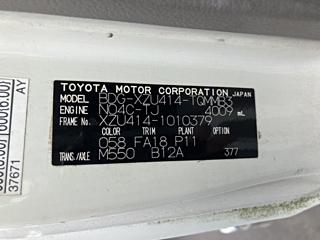 TOYOTA MOTOR CORPORATION JAPAN
MODEL BDG-XZU414-TQMMB3
ENGINE N04C-TJ 4009 mL
FRAME No. XZU414-1010379
COLOR TRIM PLANT
058 FA18 P11
TRANS/AXLE M550 B12A 377
AY
37671